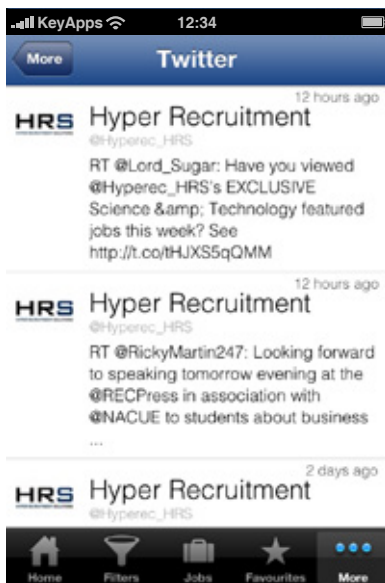 KeyApps 12:34
More Twitter
12 hours ago
HRS Hyper Recruitment
@Hyperec_HRS
RT @Lord_Sugar: Have you viewed
@Hyperec_HRS's EXCLUSIVE
Science &amp; Technology featured
jobs this week? See
http://t.co/tHJXS5qQMM
12 hours ago
HRS Hyper Recruitment
@Hyperec_HRS
RT @RickyMartin247: Looking forward
to speaking tomorrow evening at the
@RECPress in association with
@NACUE to students about business
...
2 days ago
HRS Hyper Recruitment
@Hyperec_HRS
Home Filters Jobs Favourites More